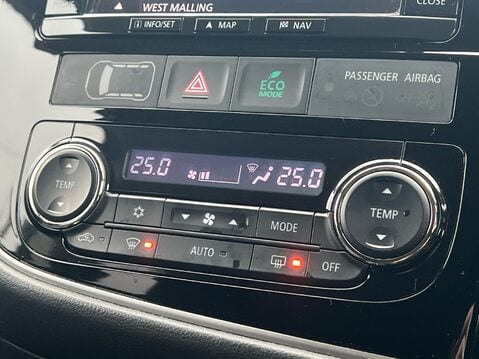 CLOSE
WEST MALLING
INFO/SET
MAP
NAV
ECO
MODE
PASSENGER AIRBAG
25.0
25.0
TEMP
TEMP
MODE
AUTO
OFF